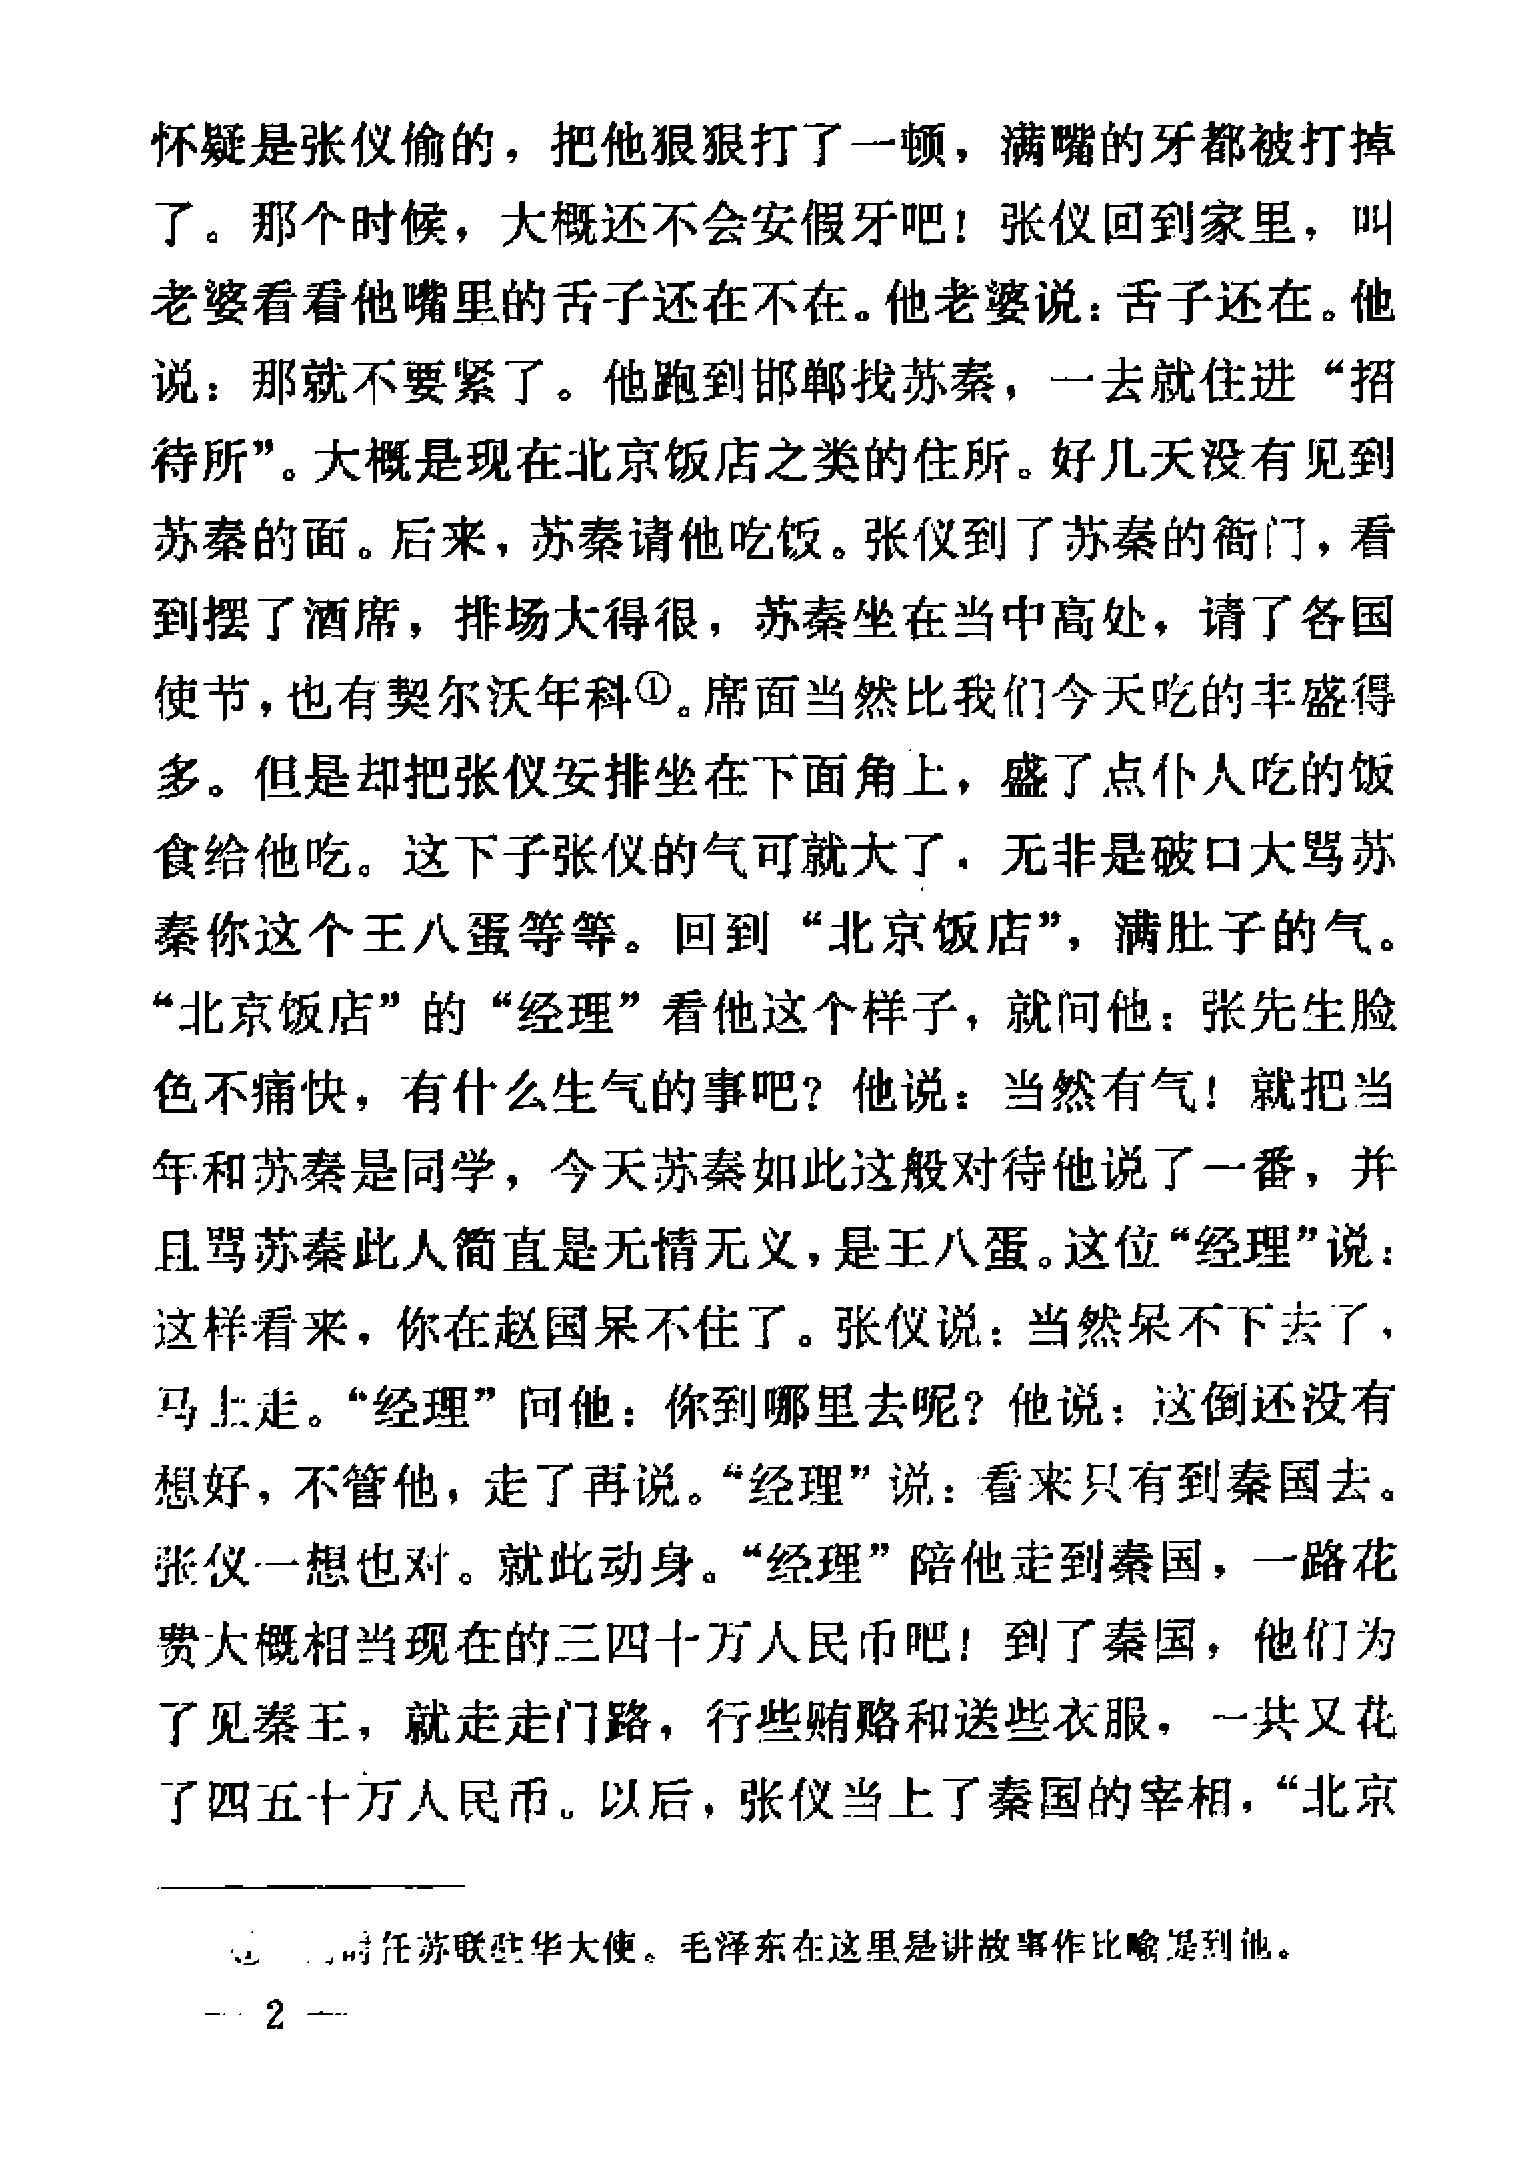 怀疑是张仪偷的，把他狠狠打了一顿，满嘴的牙都被打掉
了。那个时候，大概还不会安假牙吧！张仪回到家里，叫
老婆看看他嘴里的舌子还在不在。他老婆说：舌子还在。他
说：那就不要紧了。他跑到邯郸找苏秦，一去就住进“招
待所”。大概是现在北京饭店之类的住所。好几天没有见到
苏秦的面。后来，苏秦请他吃饭。张仪到了苏秦的衙门，看
到摆了酒席，排场大得很，苏秦坐在当中高处，请了各国
使节，也有契尔沃年科①。席面当然比我们今天吃的丰盛得
多。但是却把张仪安排坐在下面角上，盛了点仆人吃的饭
食给他吃。这下子张仪的气可就大了，无非是破口大骂苏
秦你这个王八蛋等等。回到“北京饭店”，满肚子的气。
“北京饭店”的“经理”看他这个样子，就问他：张先生脸
色不痛快，有什么生气的事吧？他说：当然有气！就把当
年和苏秦是同学，今天苏秦如此这般对待他说了一番，并
且骂苏秦此人简直是无情无义，是王八蛋。这位“经理”说：
这样看来，你在赵国呆不住了。张仪说：当然呆不下去了，
马上走。“经理”问他：你到哪里去呢？他说：这倒还没有
想好，不管他，走了再说。“经理”说：看来只有到秦国去。
张仪一想也对。就此动身。“经理”陪他走到秦国，一路花
费大概相当现在的三四十万人民币吧！到了秦国，他们为
了见秦王，就走走门路，行些贿赂和送些衣服，一共又花
了四五十万人民币。以后，张仪当上了秦国的宰相，“北京
时任苏联驻华大使。毛泽东在这里是讲故事作比喻提到他。
— 2 —